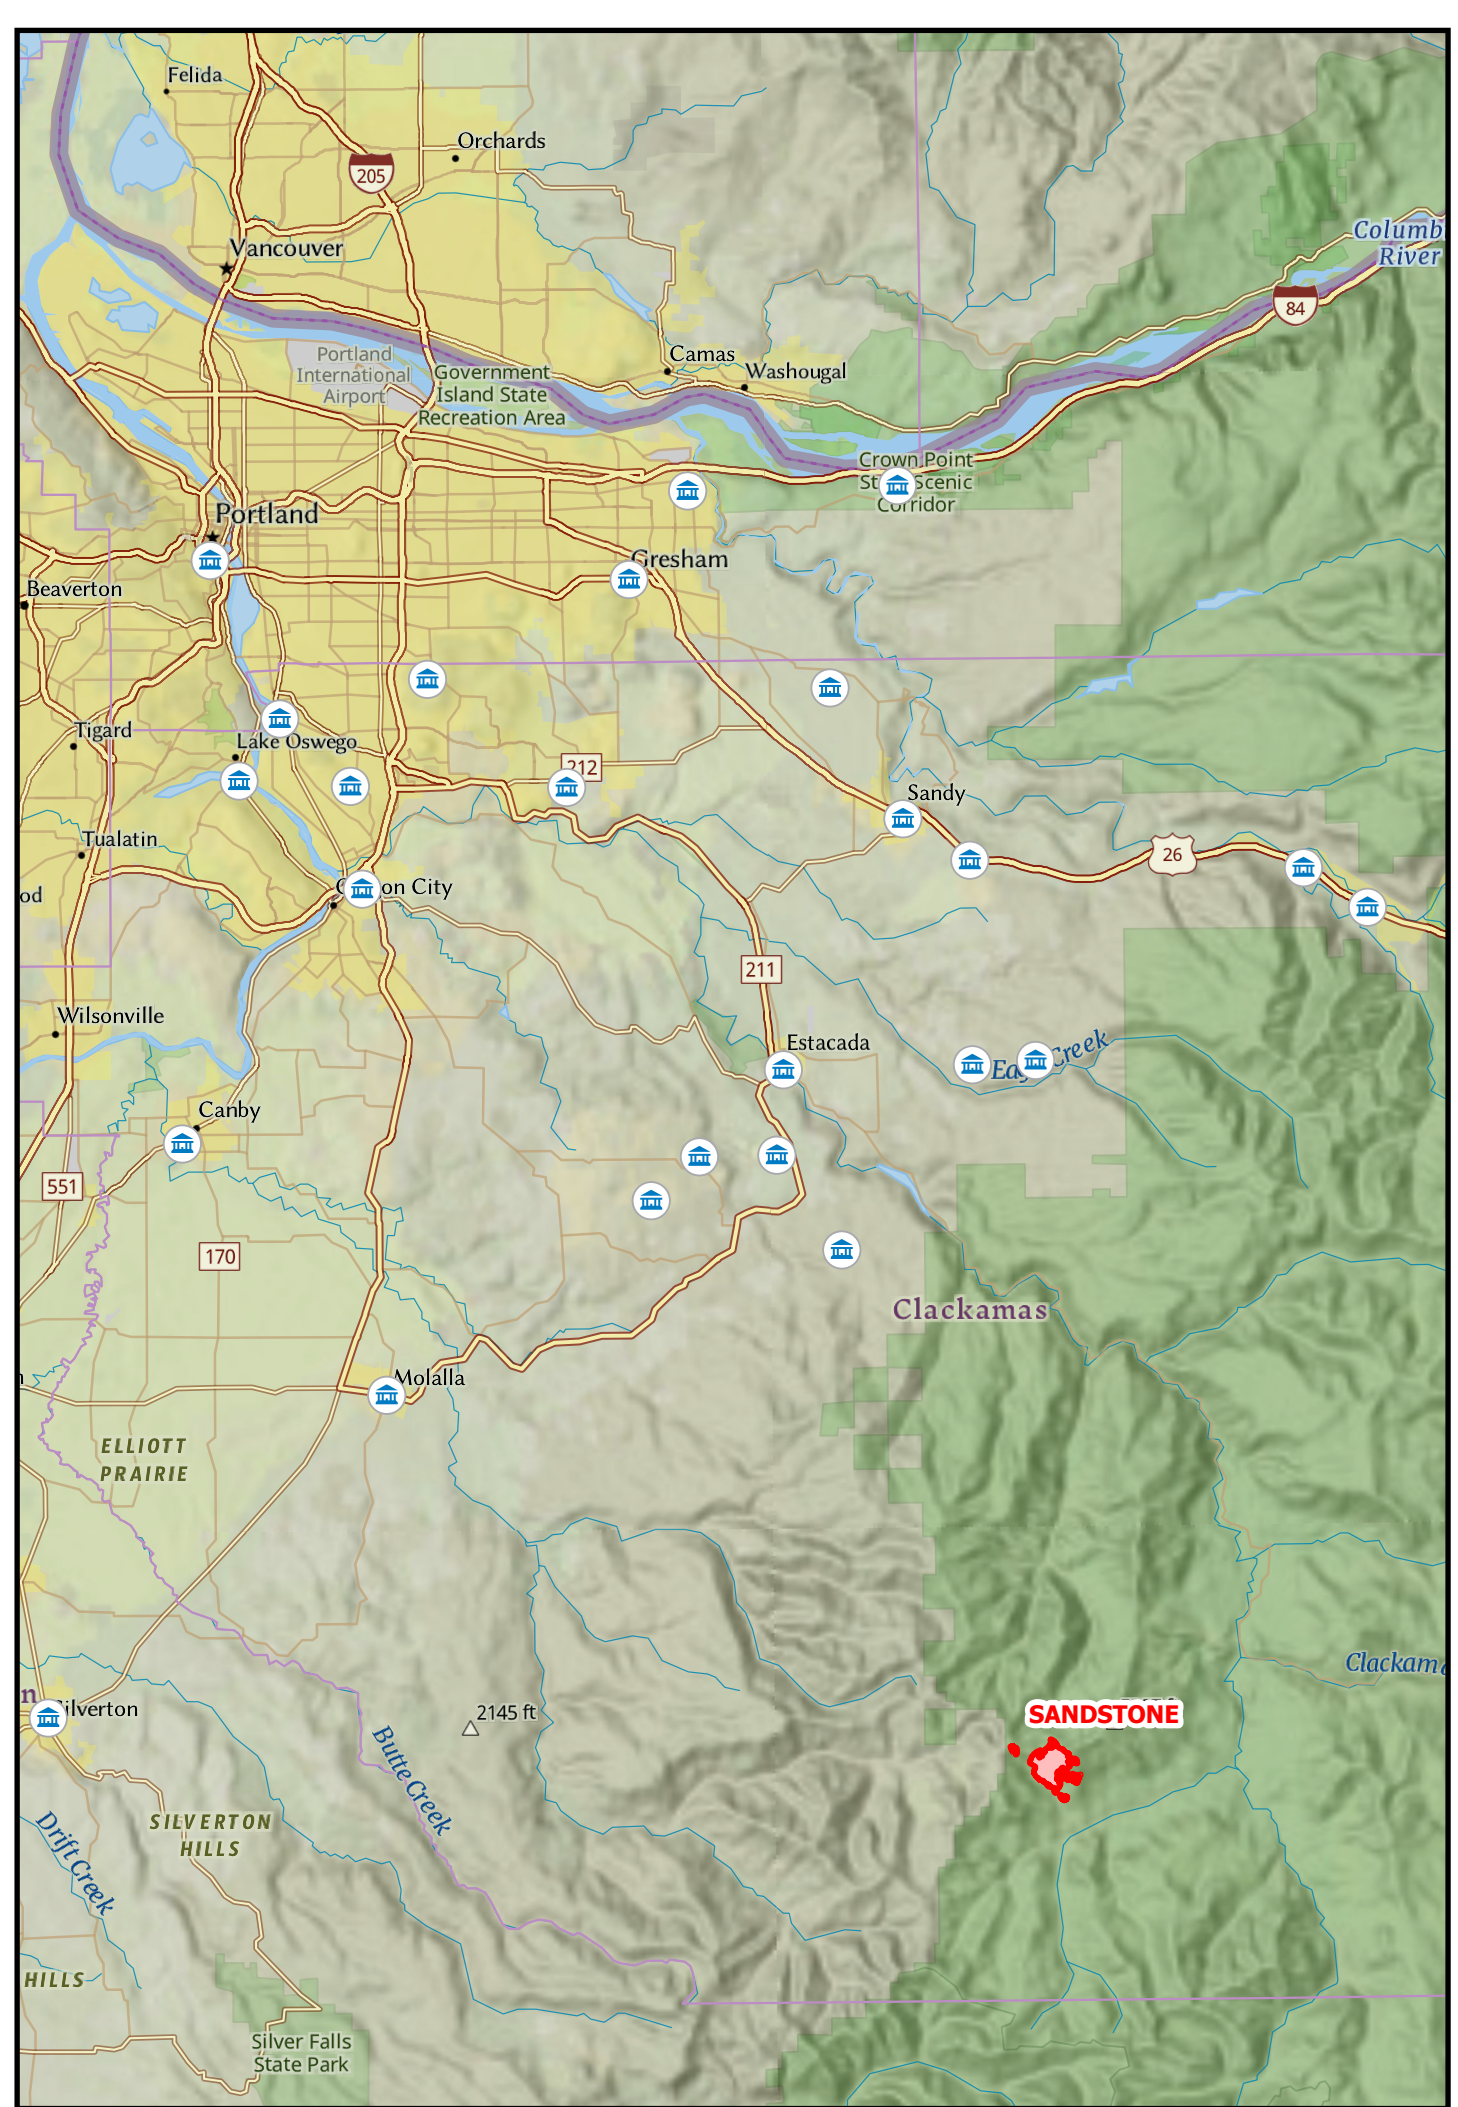 Felida
Orchards
205
Vancouver
Columb
River
84
Portland
International
Airport
Government
Island State
Recreation Area
Camas
Washougal
Crown Point
Scenic
Corridor
Portland
Gresham
Beaverton
Tigard
Lake Oswego
212
Sandy
Tualatin
26
on City
od
211
Wilsonville
Estacada
Creek
Canby
551
170
Clackamas
Molalla
ELLIOTT
PRAIRIE
Clackam
SANDSTONE
ilverton
n
2145 ft
Butte Creek
SILVERTON
HILLS
Drift Creek
HILLS
Silver Falls
State Park